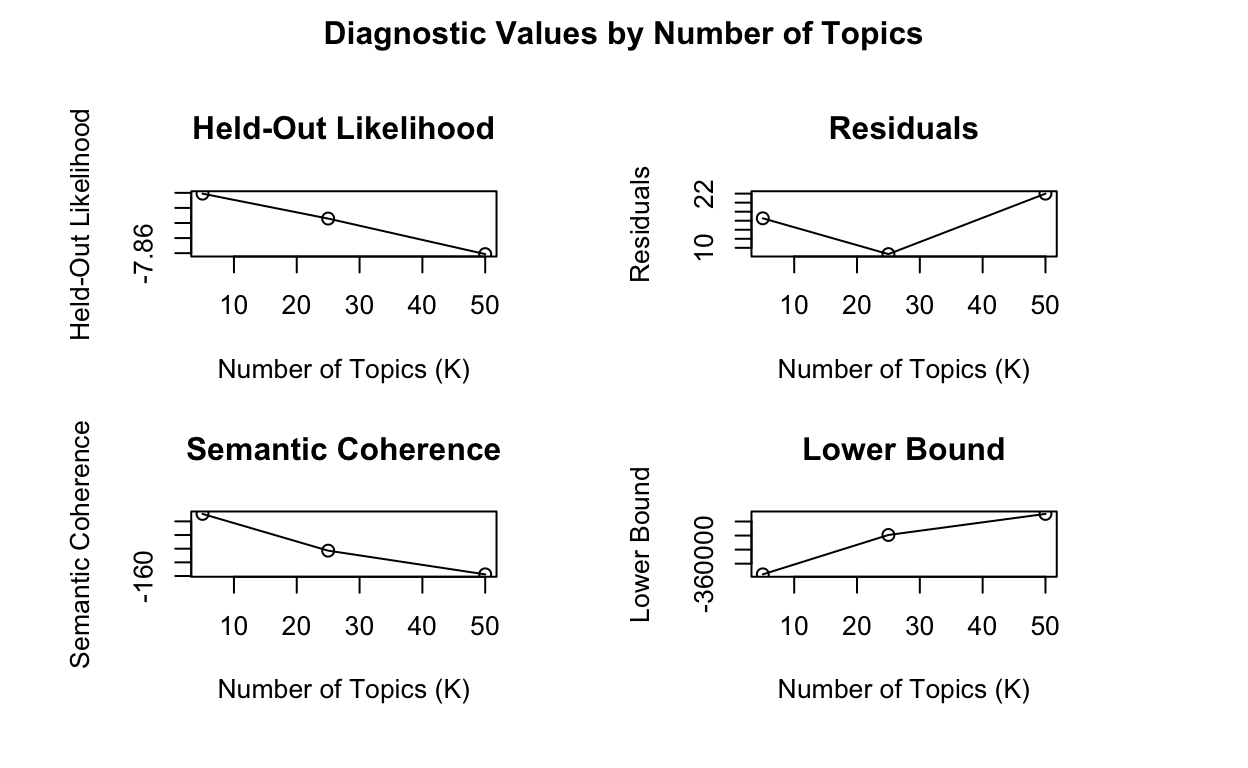 Diagnostic Values by Number of Topics
Held-Out Likelihood
Held-Out Likelihood
-7.86
10 20 30 40 50
Number of Topics (K)
Residuals
Residuals
10 22
10 20 30 40 50
Number of Topics (K)
Semantic Coherence
Semantic Coherence
-160
10 20 30 40 50
Number of Topics (K)
Lower Bound
Lower Bound
-360000
10 20 30 40 50
Number of Topics (K)